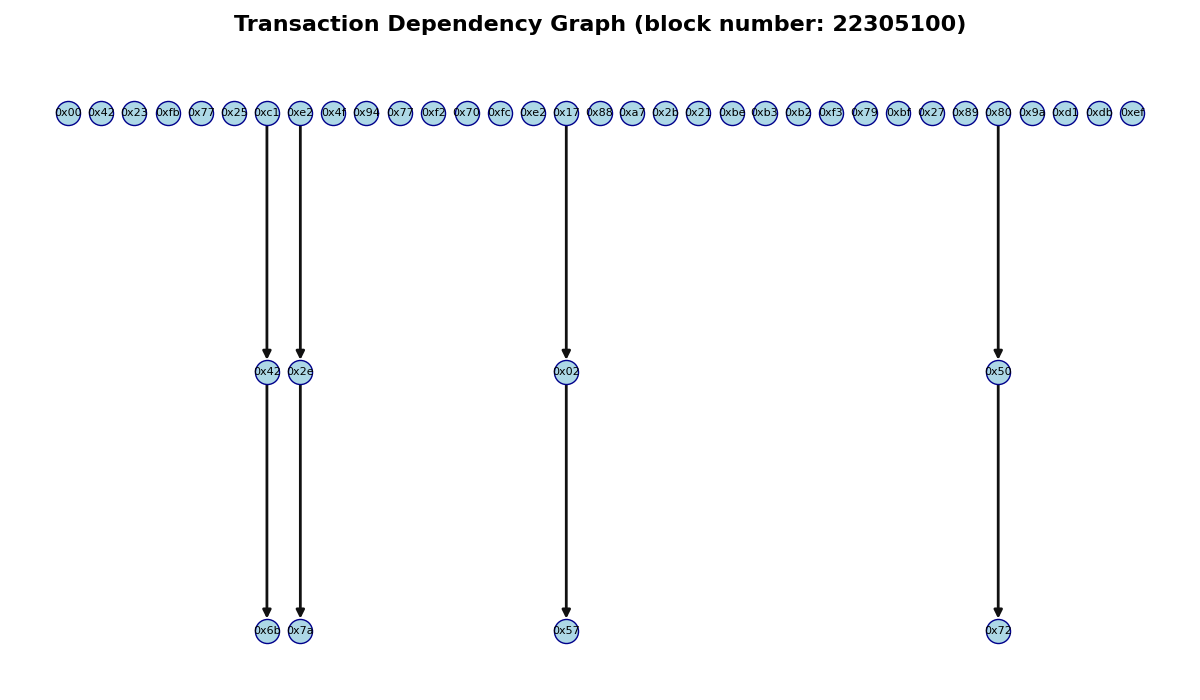 Transaction Dependency Graph (block number: 22305100)
0x00 0x42 0x23 0xfb 0x77 0x25 0xc1 0xe2 0x4f 0x94 0x77 0xf2 0x70 0xfc 0xe2 0x17 0x88 0xa7 0x2b 0x21 0xbe 0xb3 0xb2 0xf3 0x79 0xbf 0x27 0x89 0x80 0x9a 0xd1 0xdb 0xef
0x42 0x2e 0x02 0x50
0x6b 0x7a 0x57 0x72